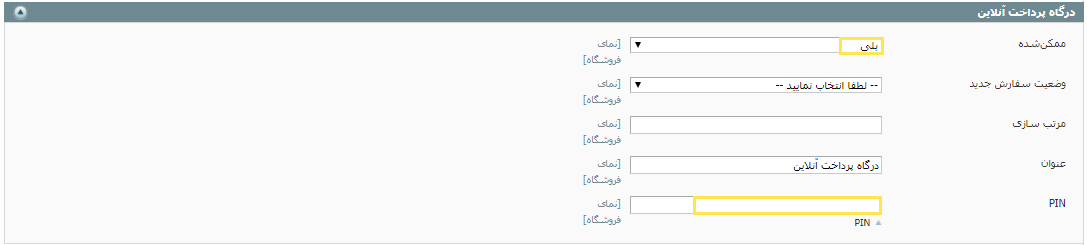 درگاه پرداخت آنلاین
ممکن‌شده
بلی
[نمای
فروشگاه]
وضعیت سفارش جدید
-- لطفا انتخاب نمایید --
[نمای
فروشگاه]
مرتب سازی
[نمای
فروشگاه]
عنوان
درگاه پرداخت آنلاین
[نمای
فروشگاه]
PIN
[نمای
فروشگاه]
PIN